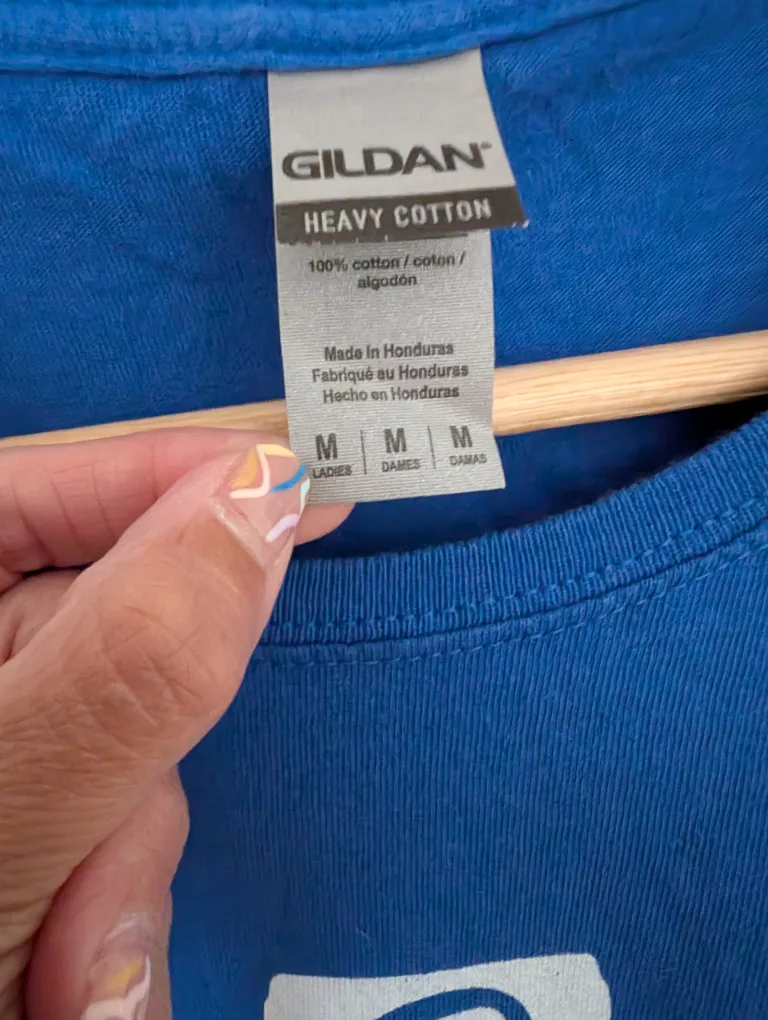 GILDAN®
HEAVY COTTON
100% cotton / coton /
algodón
Made in Honduras
Fabriqué au Honduras
Hecho en Honduras
M M M
LADIES DAMES DAMAS